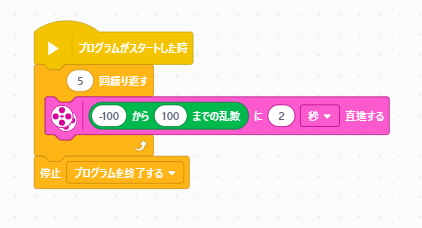 プログラムがスタートした時
5 回繰り返す
-100 から 100 までの乱数 に 2 秒 直進する
停止 プログラムを終了する